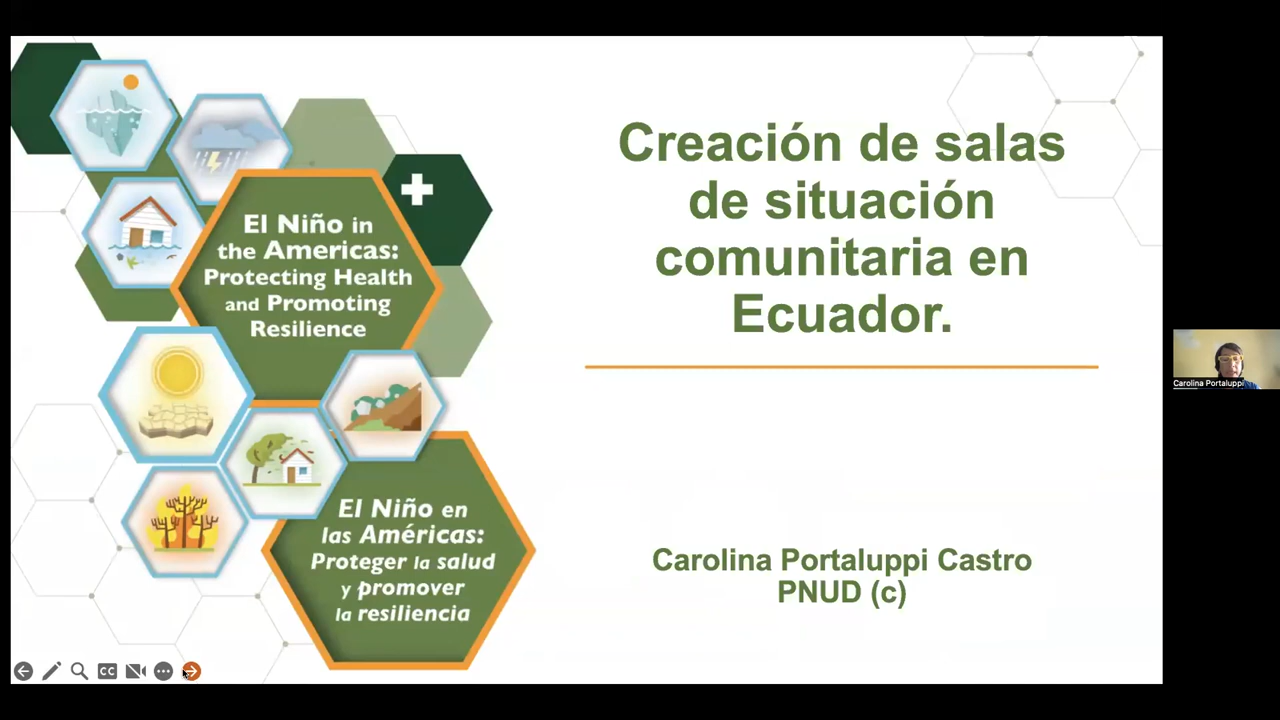 El Niño in
the Americas:
Protecting Health
and Promoting
Resilience
El Niño en
las Américas:
Proteger la salud
y promover
la resiliencia
Creación de salas
de situación
comunitaria en
Ecuador.
Carolina Portaluppi Castro
PNUD (c)
CC
Carolina Portaluppi